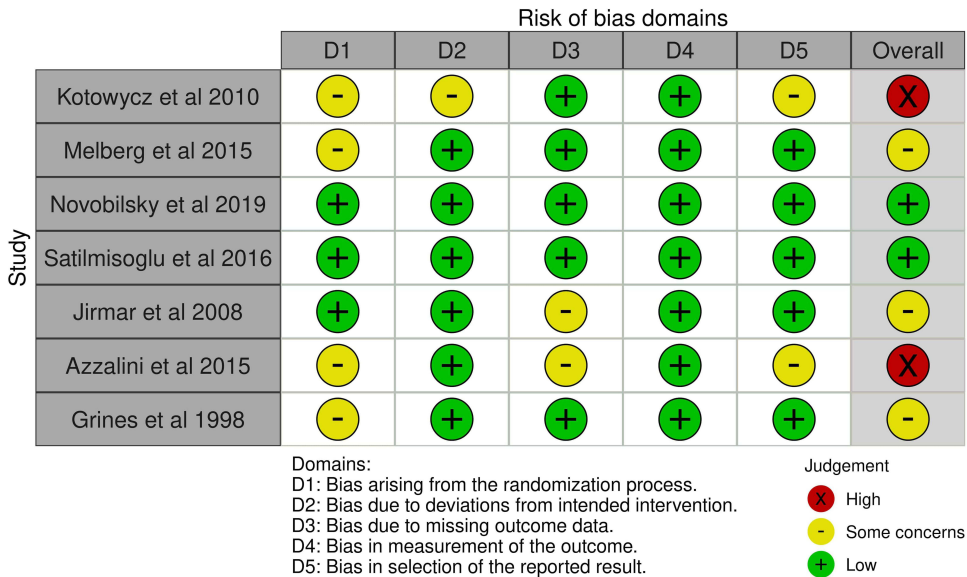 Risk of bias domains
D1 D2 D3 D4 D5 Overall
Study
Kotowycz et al 2010 - - + + - X
Melberg et al 2015 - + + + + -
Novobilsky et al 2019 + + + + + +
Satilmisoglu et al 2016 + + + + + +
Jirmar et al 2008 + + - + + -
Azzalini et al 2015 - + - + - X
Grines et al 1998 - + + + + -
Domains:
D1: Bias arising from the randomization process.
D2: Bias due to deviations from intended intervention.
D3: Bias due to missing outcome data.
D4: Bias in measurement of the outcome.
D5: Bias in selection of the reported result.
Judgement
X High
- Some concerns
+ Low